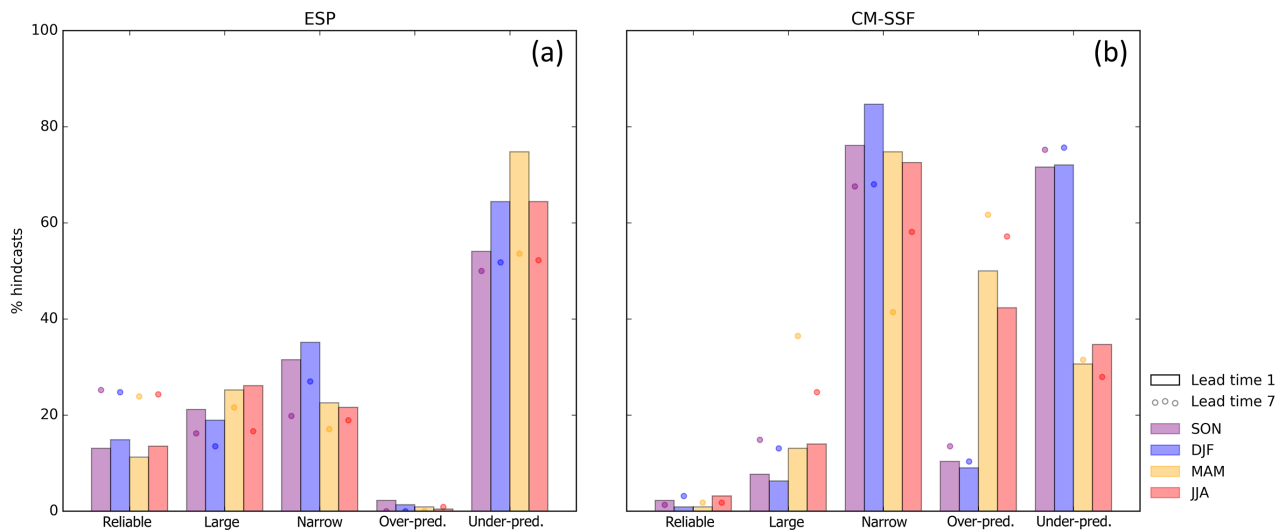 ESP
CM-SSF
(a)
(b)
% hindcasts
100
80
60
40
20
0
Reliable
Large
Narrow
Over-pred.
Under-pred.
Reliable
Large
Narrow
Over-pred.
Under-pred.
Lead time 1
Lead time 7
SON
DJF
MAM
JJA